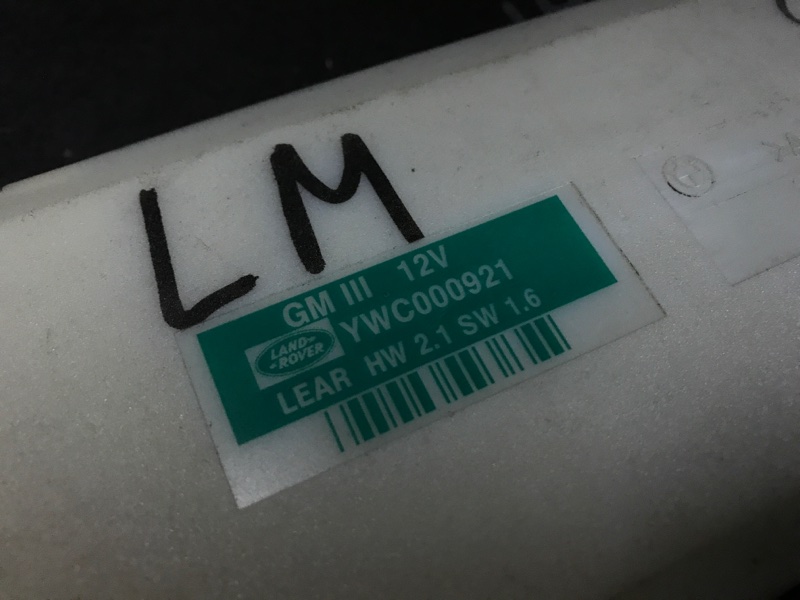 LM
GM III 12V
YWC000921
LAND-
-ROVER
LEAR HW 2.1 SW 1.6